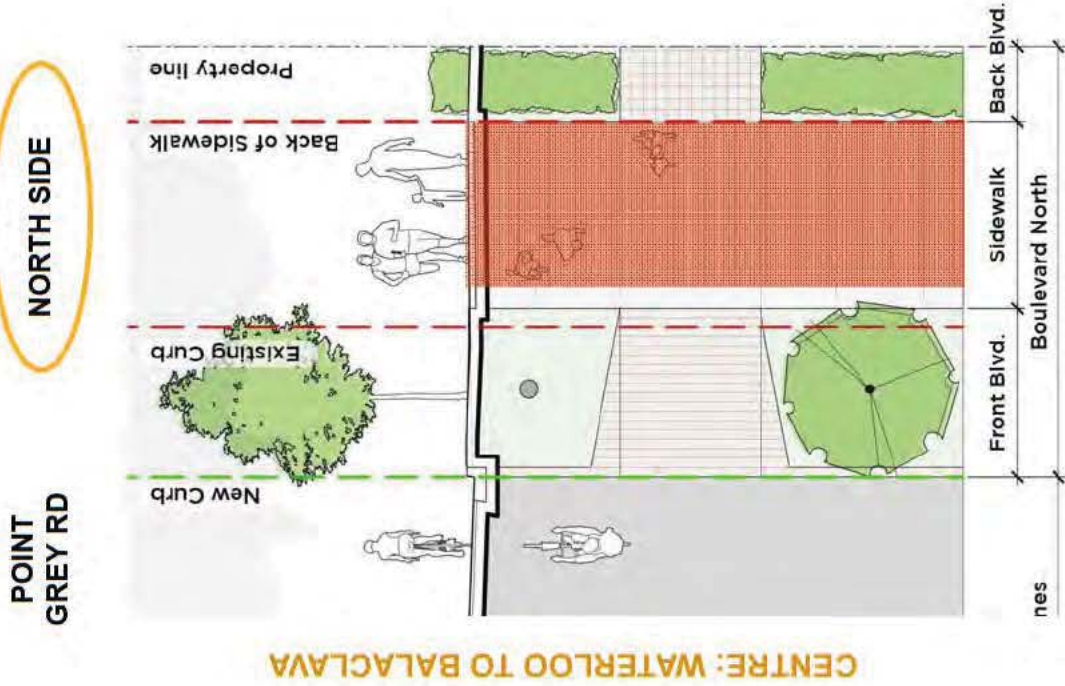 POINT
GREY RD
NORTH SIDE
New Curb
Existing Curb
Back of Sidewalk
Property line
CENTRE: WATERLOO TO BALACLAVA
nes
Front Blvd.
Sidewalk
Back Blvd.
Boulevard North